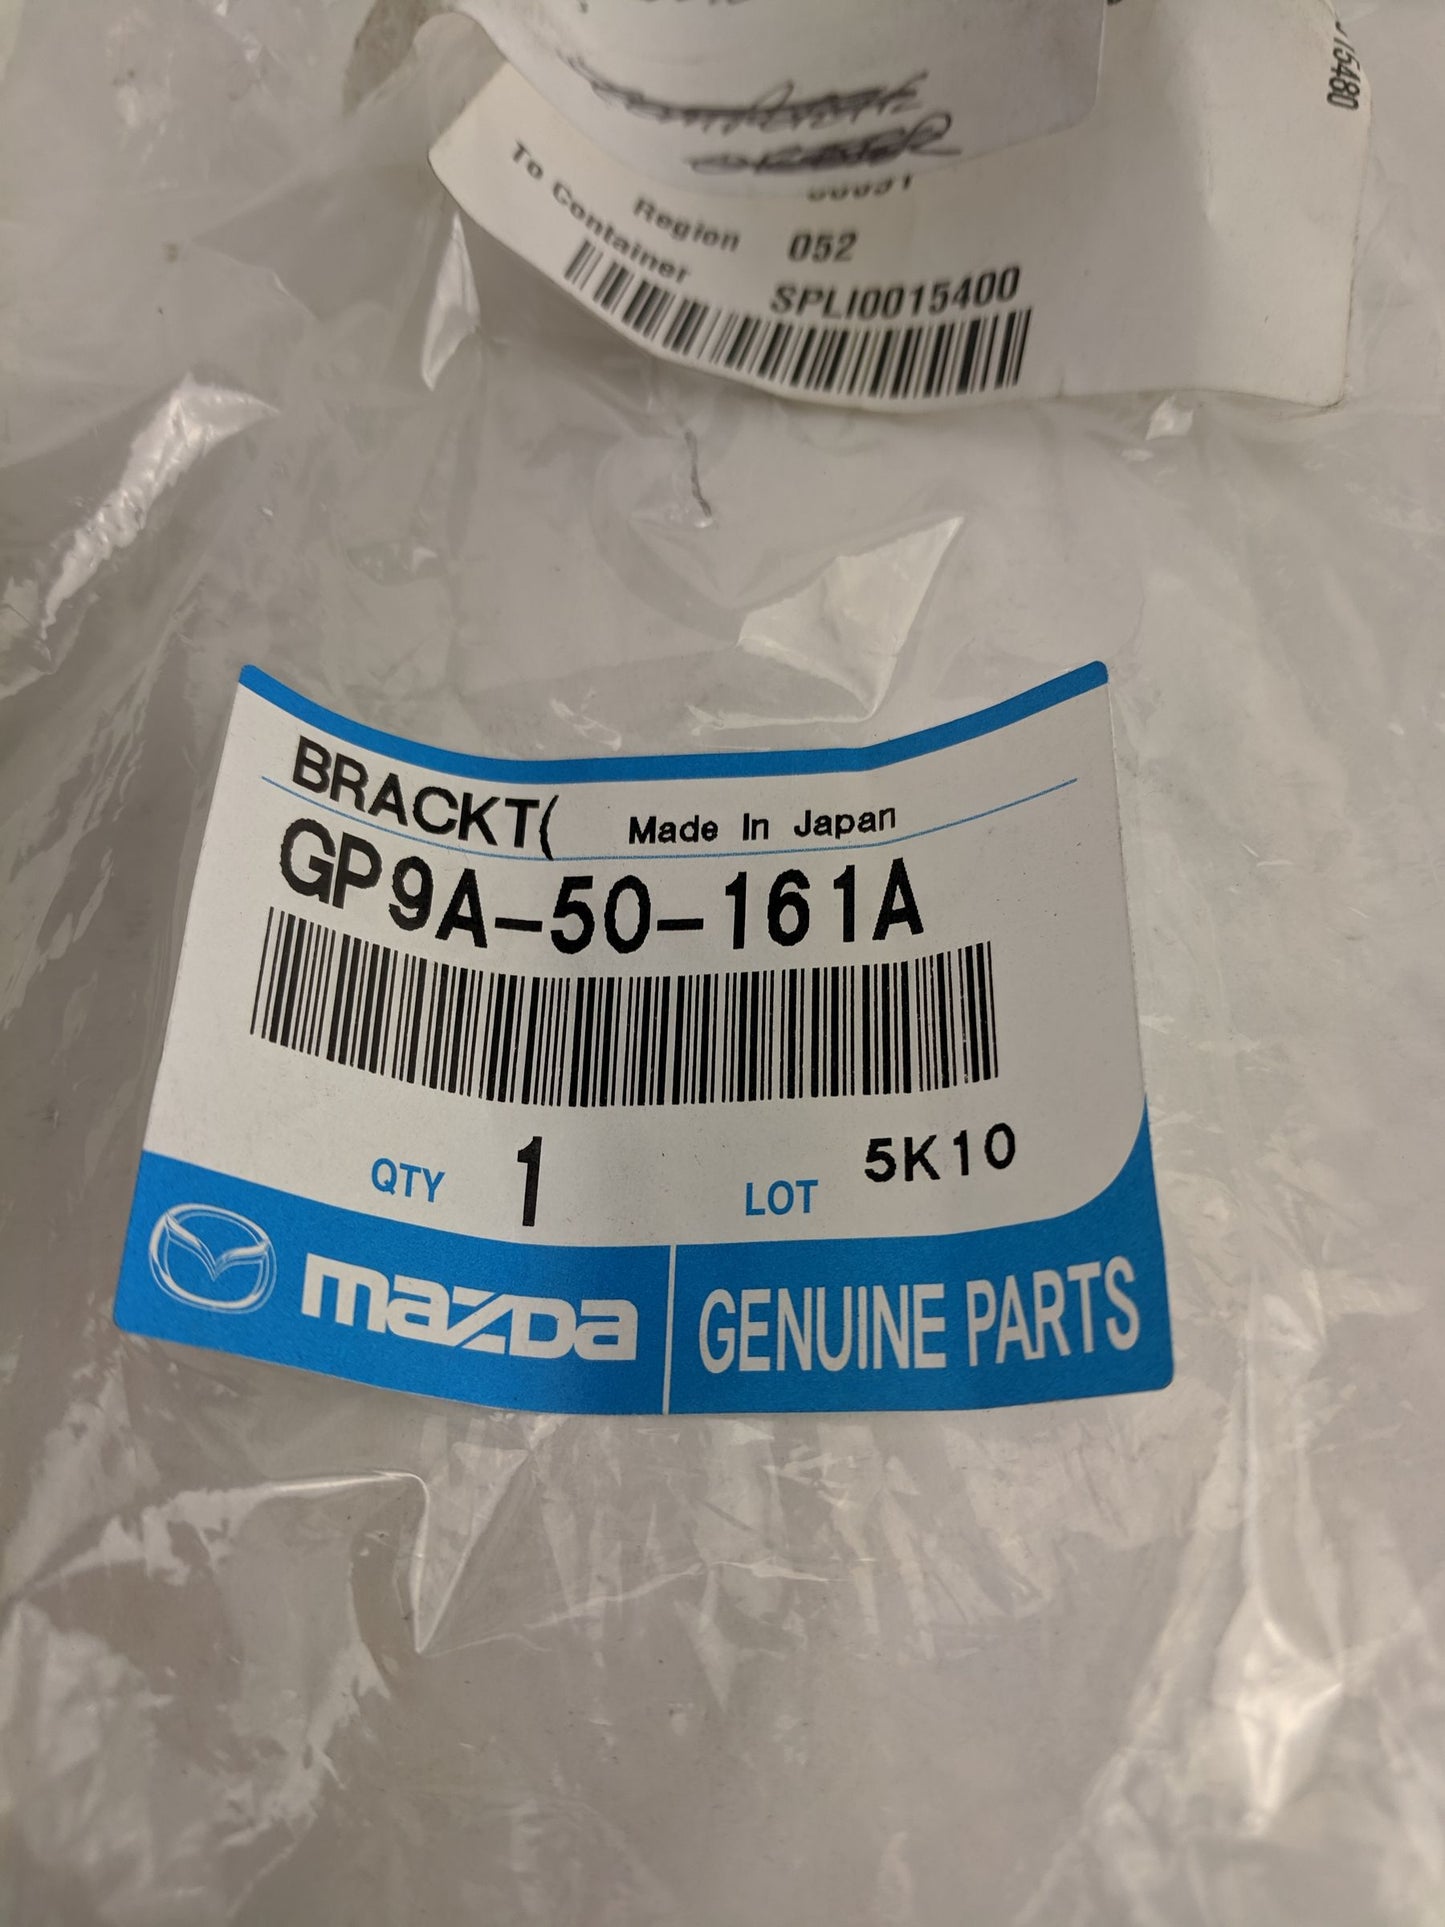 Region 052
To Container SPLI0015400
BRACKT( Made In Japan
GP9A-50-161A
QTY 1 LOT 5K10
mazda GENUINE PARTS